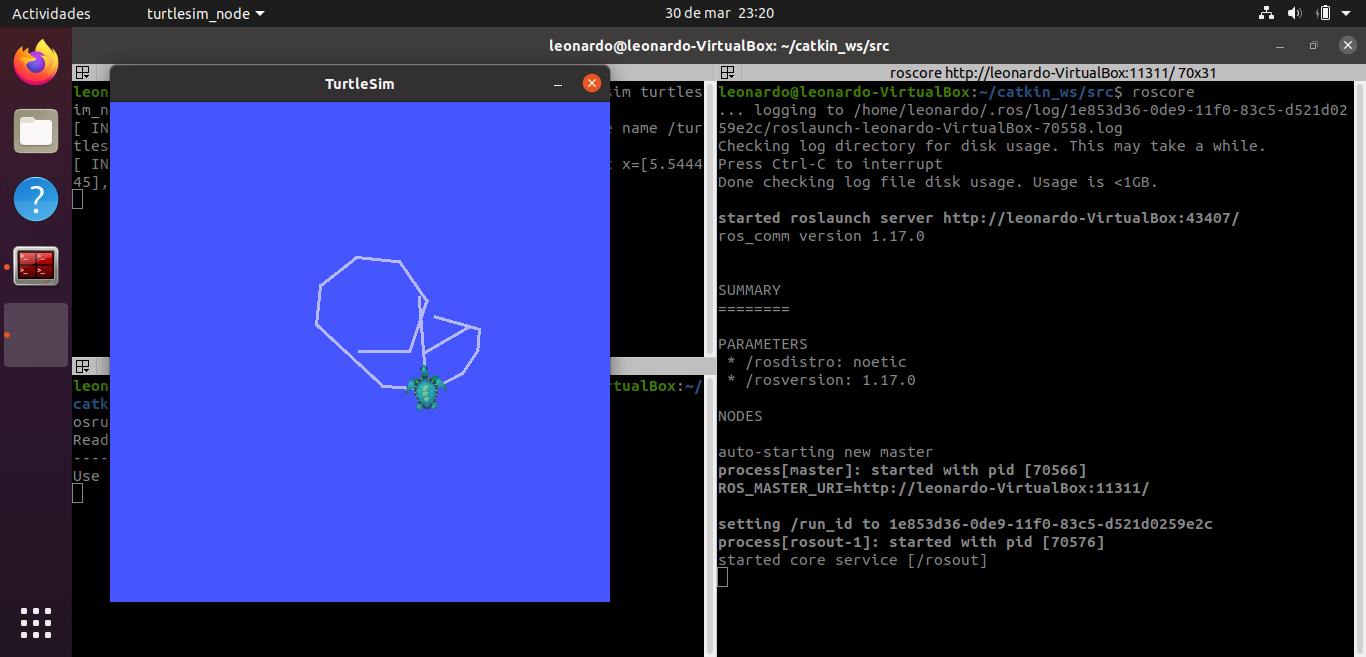 Actividades
turtlesim_node
30 de mar 23:20
leonardo@leonardo-VirtualBox: ~/catkin_ws/src
TurtleSim
leon
im turtles
im_n
[ IN
name /tur
tles
[ IN
x=[5.5444
45],
leon
rtualBox:~/
catk
osru
Read
----
Use
roscore http://leonardo-VirtualBox:11311/ 70x31
leonardo@leonardo-VirtualBox:~/catkin_ws/src$ roscore
... logging to /home/leonardo/.ros/log/1e853d36-0de9-11f0-83c5-d521d02
59e2c/roslaunch-leonardo-VirtualBox-70558.log
Checking log directory for disk usage. This may take a while.
Press Ctrl-C to interrupt
Done checking log file disk usage. Usage is <1GB.
started roslaunch server http://leonardo-VirtualBox:43407/
ros_comm version 1.17.0
SUMMARY
========
PARAMETERS
* /rosdistro: noetic
* /rosversion: 1.17.0
NODES
auto-starting new master
process[master]: started with pid [70566]
ROS_MASTER_URI=http://leonardo-VirtualBox:11311/
setting /run_id to 1e853d36-0de9-11f0-83c5-d521d0259e2c
process[rosout-1]: started with pid [70576]
started core service [/rosout]